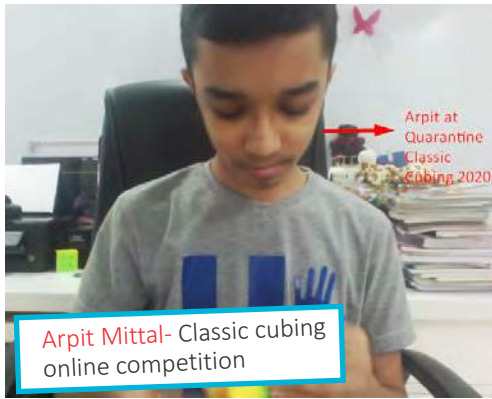 Arpit at
Quarantine
Classic
Cubing 2020
Arpit Mittal- Classic cubing
online competition